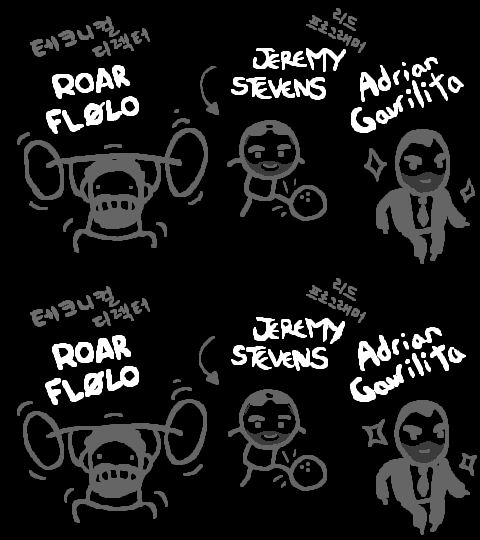 테크니컬
디렉터
ROAR
FLØLO
리드
프로그래머
JEREMY
STEVENS
Adrian
Gavrilita
테크니컬
디렉터
ROAR
FLØLO
리드
프로그래머
JEREMY
STEVENS
Adrian
Gavrilita